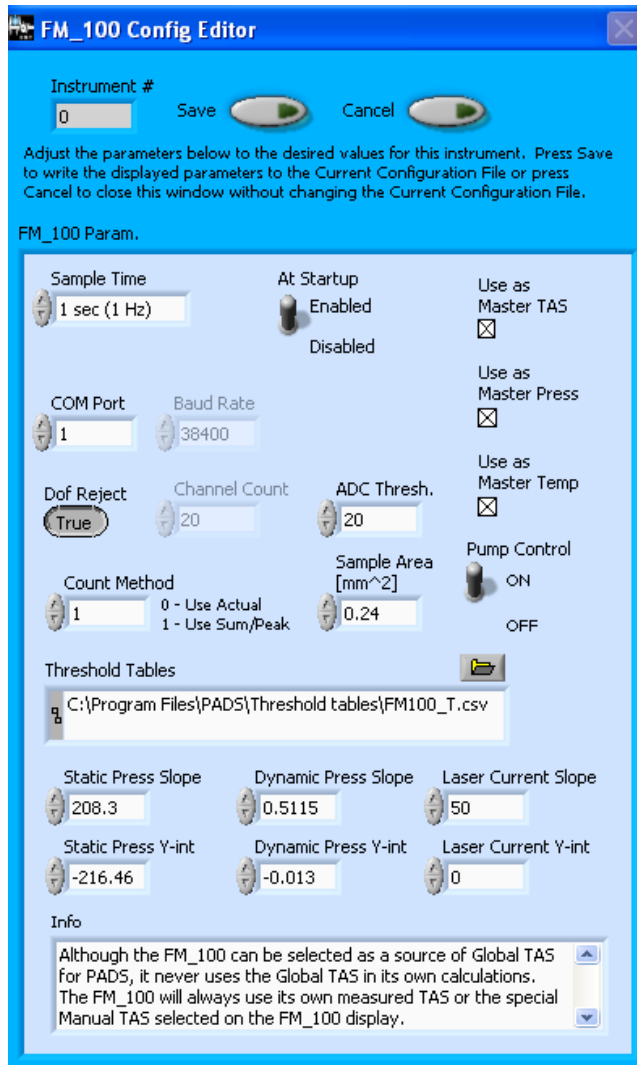 FM_100 Config Editor
Instrument #
0
Save
Cancel
Adjust the parameters below to the desired values for this instrument. Press Save
to write the displayed parameters to the Current Configuration File or press
Cancel to close this window without changing the Current Configuration File.
FM_100 Param.
Sample Time
1 sec (1 Hz)
At Startup
Enabled
Disabled
Use as
Master TAS
COM Port
1
Baud Rate
38400
Use as
Master Press
Dof Reject
True
Channel Count
20
ADC Thresh.
20
Use as
Master Temp
Count Method
1
0 - Use Actual
1 - Use Sum/Peak
Sample Area
[mm^2]
0.24
Pump Control
ON
OFF
Threshold Tables
C:\Program Files\PADS\Threshold tables\FM100_T.csv
Static Press Slope
208.3
Dynamic Press Slope
0.5115
Laser Current Slope
50
Static Press Y-int
-216.46
Dynamic Press Y-int
-0.013
Laser Current Y-int
0
Info
Although the FM_100 can be selected as a source of Global TAS
for PADS, it never uses the Global TAS in its own calculations.
The FM_100 will always use its own measured TAS or the special
Manual TAS selected on the FM_100 display.